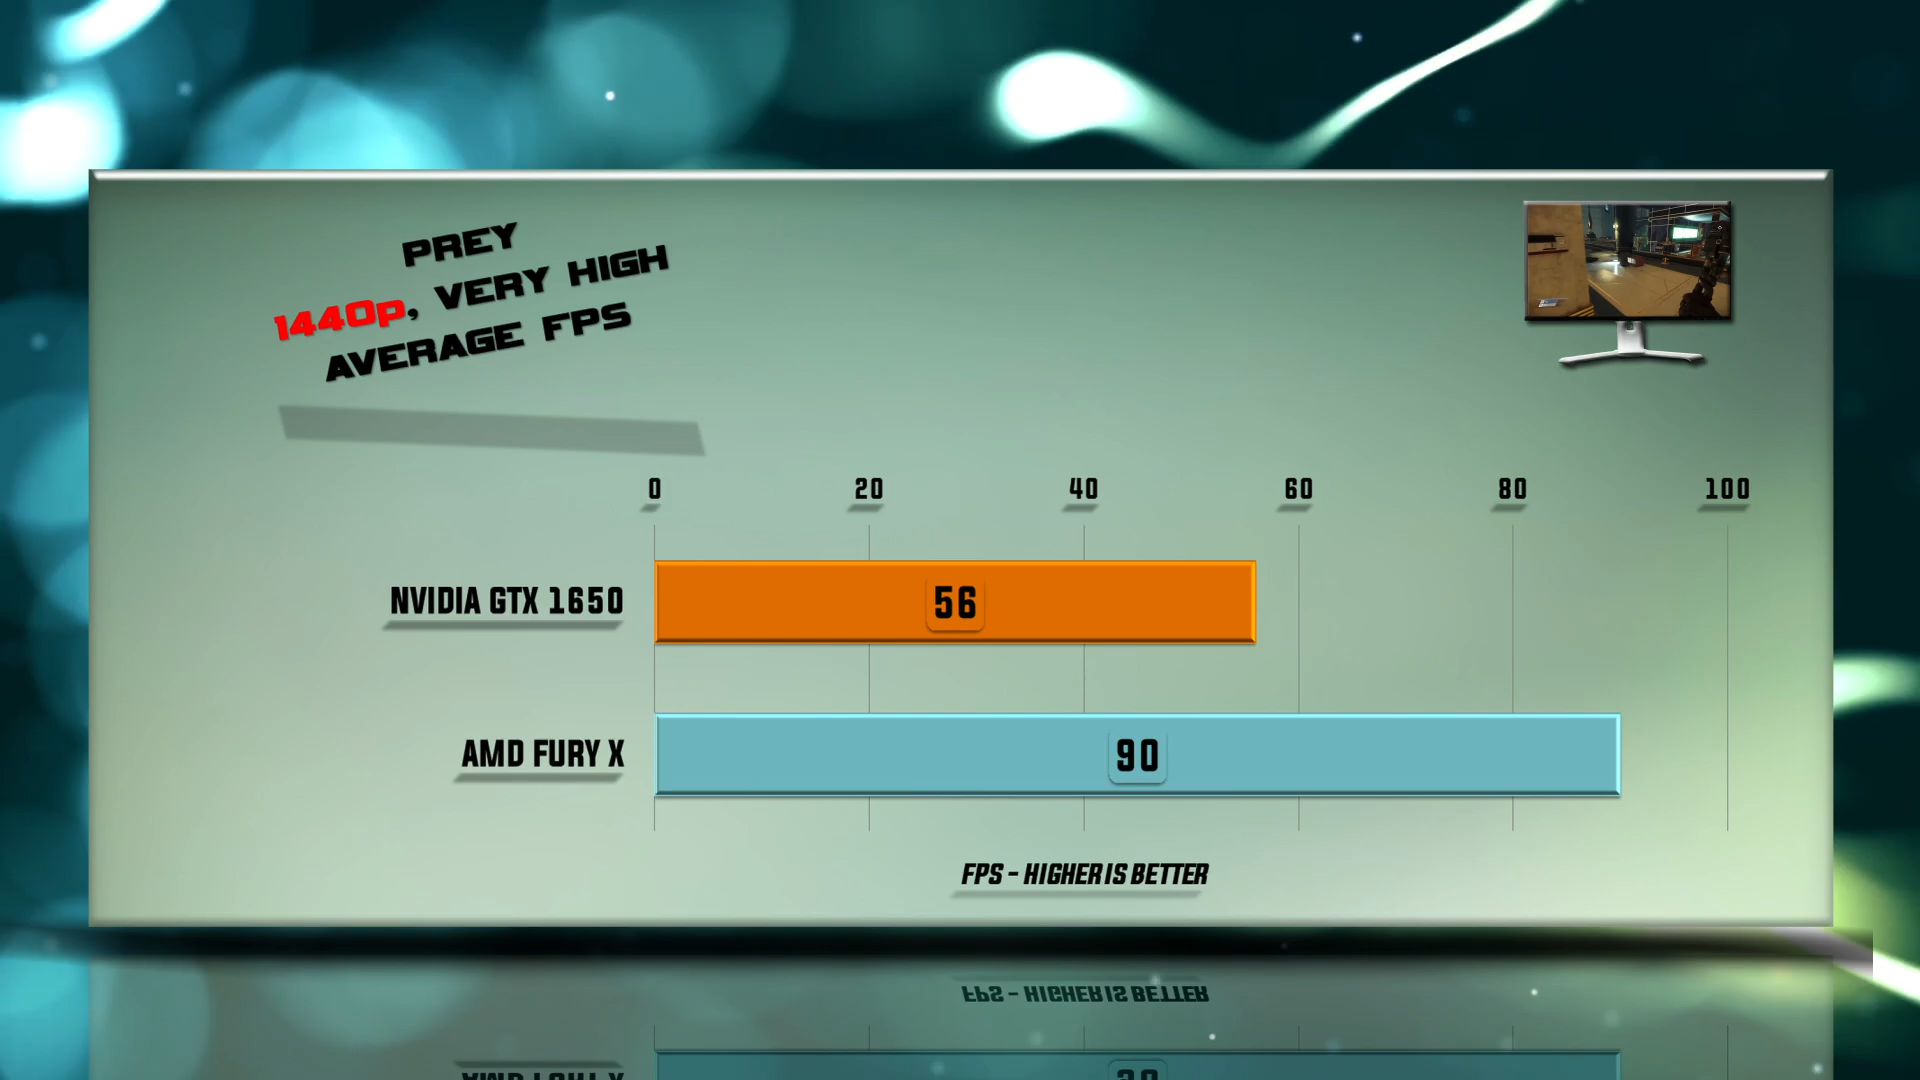 PREY
1440p, VERY HIGH
AVERAGE FPS
0 20 40 60 80 100
NVIDIA GTX 1650 56
AMD FURY X 90
FPS - HIGHER IS BETTER